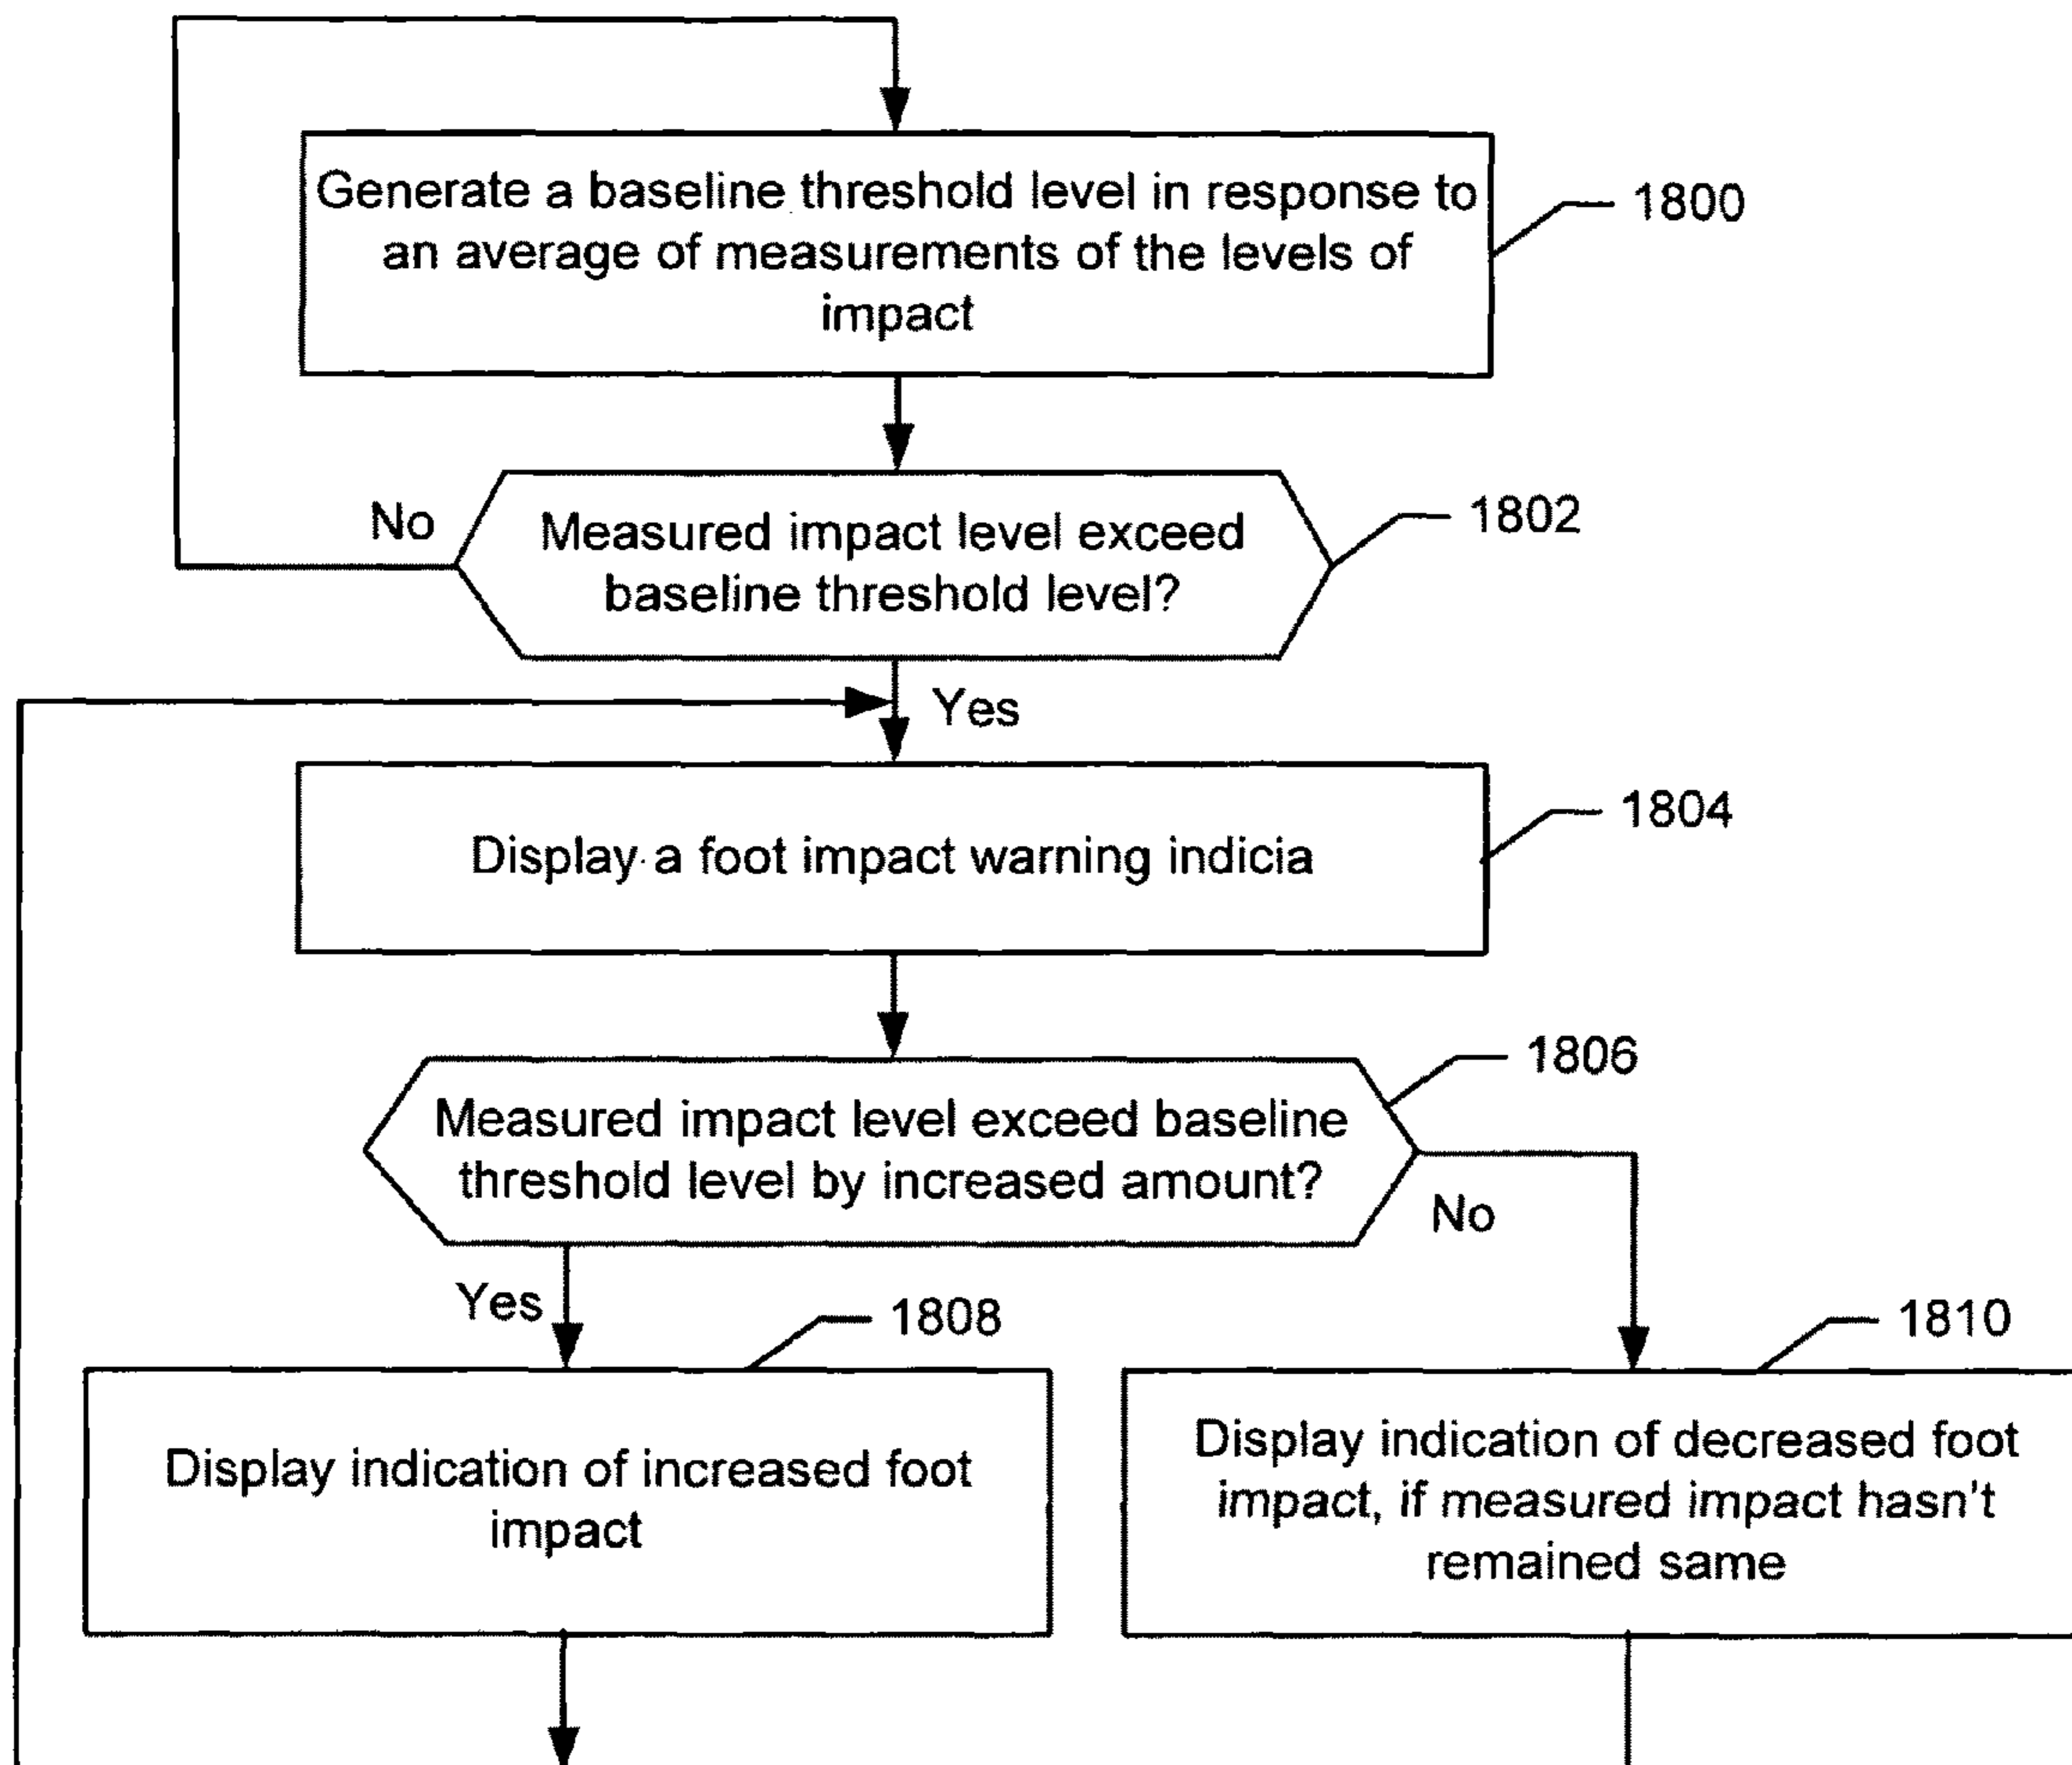 Generate a baseline threshold level in response to
an average of measurements of the levels of
impact
1800
No
Measured impact level exceed
baseline threshold level?
1802
Yes
Display a foot impact warning indicia
1804
Measured impact level exceed baseline
threshold level by increased amount?
1806
No
Yes
1808
1810
Display indication of increased foot
impact
Display indication of decreased foot
impact, if measured impact hasn't
remained same